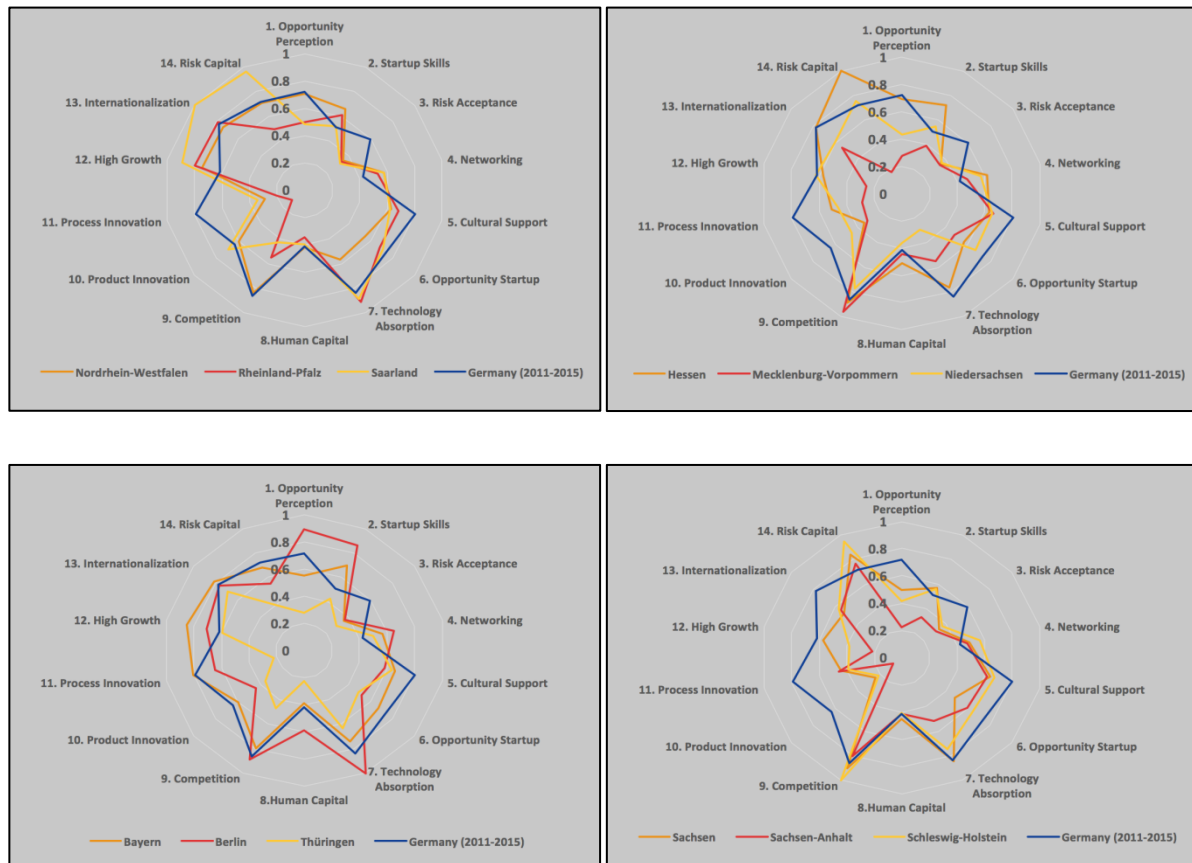 1. Opportunity
Perception
1
0.8
0.6
0.4
0.2
0
2. Startup Skills
3. Risk Acceptance
4. Networking
5. Cultural Support
6. Opportunity Startup
7. Technology
Absorption
8.Human Capital
9. Competition
10. Product Innovation
11. Process Innovation
12. High Growth
13. Internationalization
14. Risk Capital
Nordrhein-Westfalen Rheinland-Pfalz Saarland Germany (2011-2015)
1. Opportunity
Perception
1
0.8
0.6
0.4
0.2
0
2. Startup Skills
3. Risk Acceptance
4. Networking
5. Cultural Support
6. Opportunity Startup
7. Technology
Absorption
8.Human Capital
9. Competition
10. Product Innovation
11. Process Innovation
12. High Growth
13. Internationalization
14. Risk Capital
Hessen Mecklenburg-Vorpommern Niedersachsen Germany (2011-2015)
1. Opportunity
Perception
1
0.8
0.6
0.4
0.2
0
2. Startup Skills
3. Risk Acceptance
4. Networking
5. Cultural Support
6. Opportunity Startup
7. Technology
Absorption
8.Human Capital
9. Competition
10. Product Innovation
11. Process Innovation
12. High Growth
13. Internationalization
14. Risk Capital
Bayern Berlin Thüringen Germany (2011-2015)
1. Opportunity
Perception
1
0.8
0.6
0.4
0.2
0
2. Startup Skills
3. Risk Acceptance
4. Networking
5. Cultural Support
6. Opportunity Startup
7. Technology
Absorption
8.Human Capital
9. Competition
10. Product Innovation
11. Process Innovation
12. High Growth
13. Internationalization
14. Risk Capital
Sachsen Sachsen-Anhalt Schleswig-Holstein Germany (2011-2015)